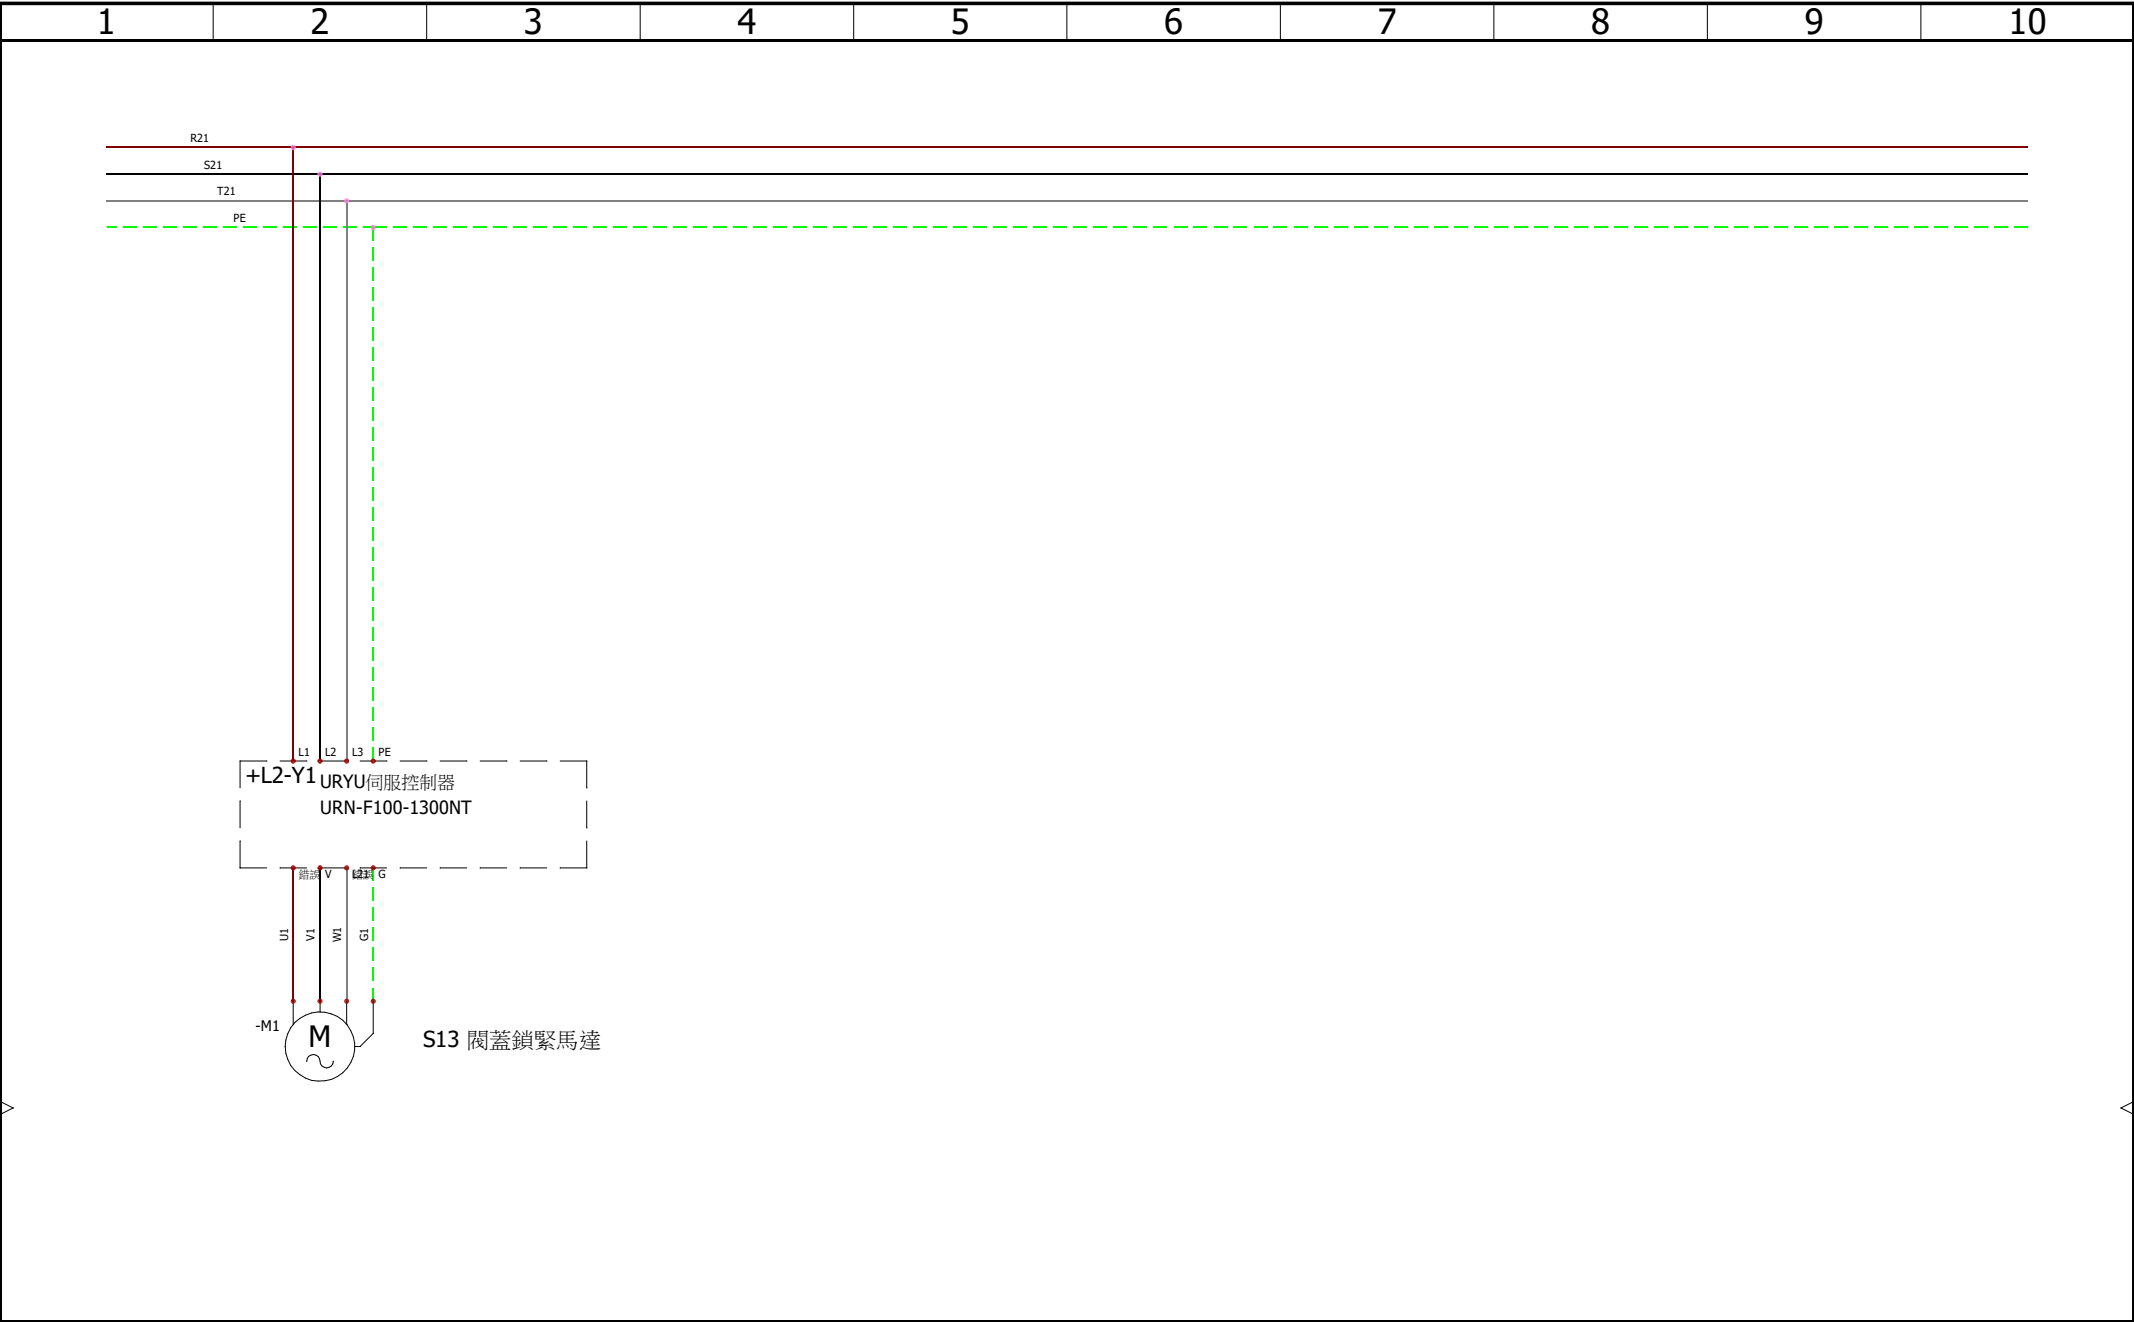 1 2 3 4 5 6 7 8 9 10
R21
S21
T21
PE
L1 L2 L3 PE
+L2-Y1 URYU伺服控制器
URN-F100-1300NT
錯誤 V L21 G
U1 V1 W1 G1
-M1
M
S13 閥蓋鎖緊馬達